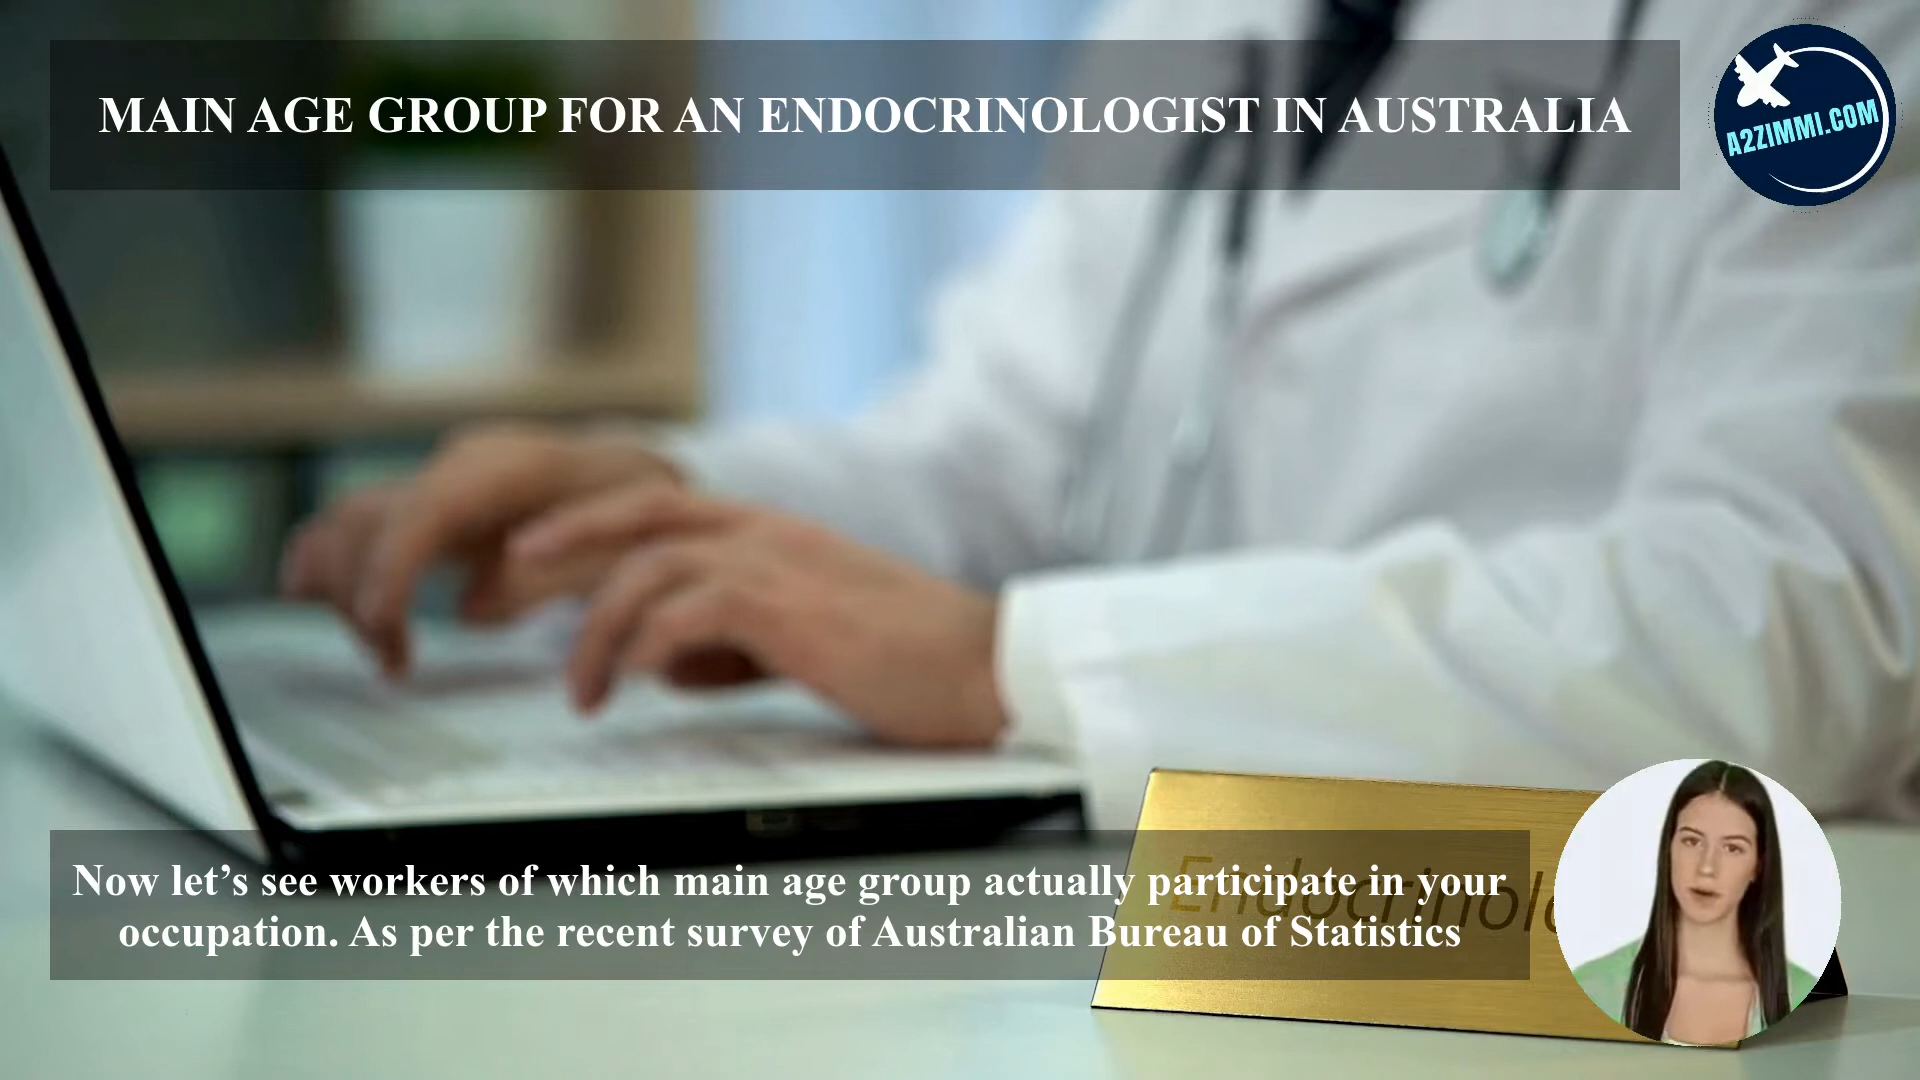 MAIN AGE GROUP FOR AN ENDOCRINOLOGIST IN AUSTRALIA
A2ZIMMI.COM
Now let’s see workers of which main age group actually participate in your
occupation. As per the recent survey of Australian Bureau of Statistics